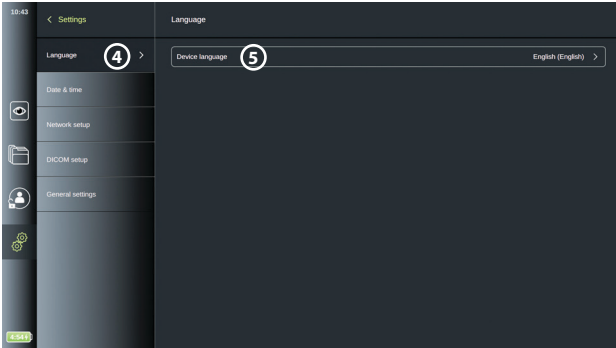 10:43
Settings
Language
Language 4
Device language 5 English (English)
Date & time
Network setup
DICOM setup
General settings
4:54